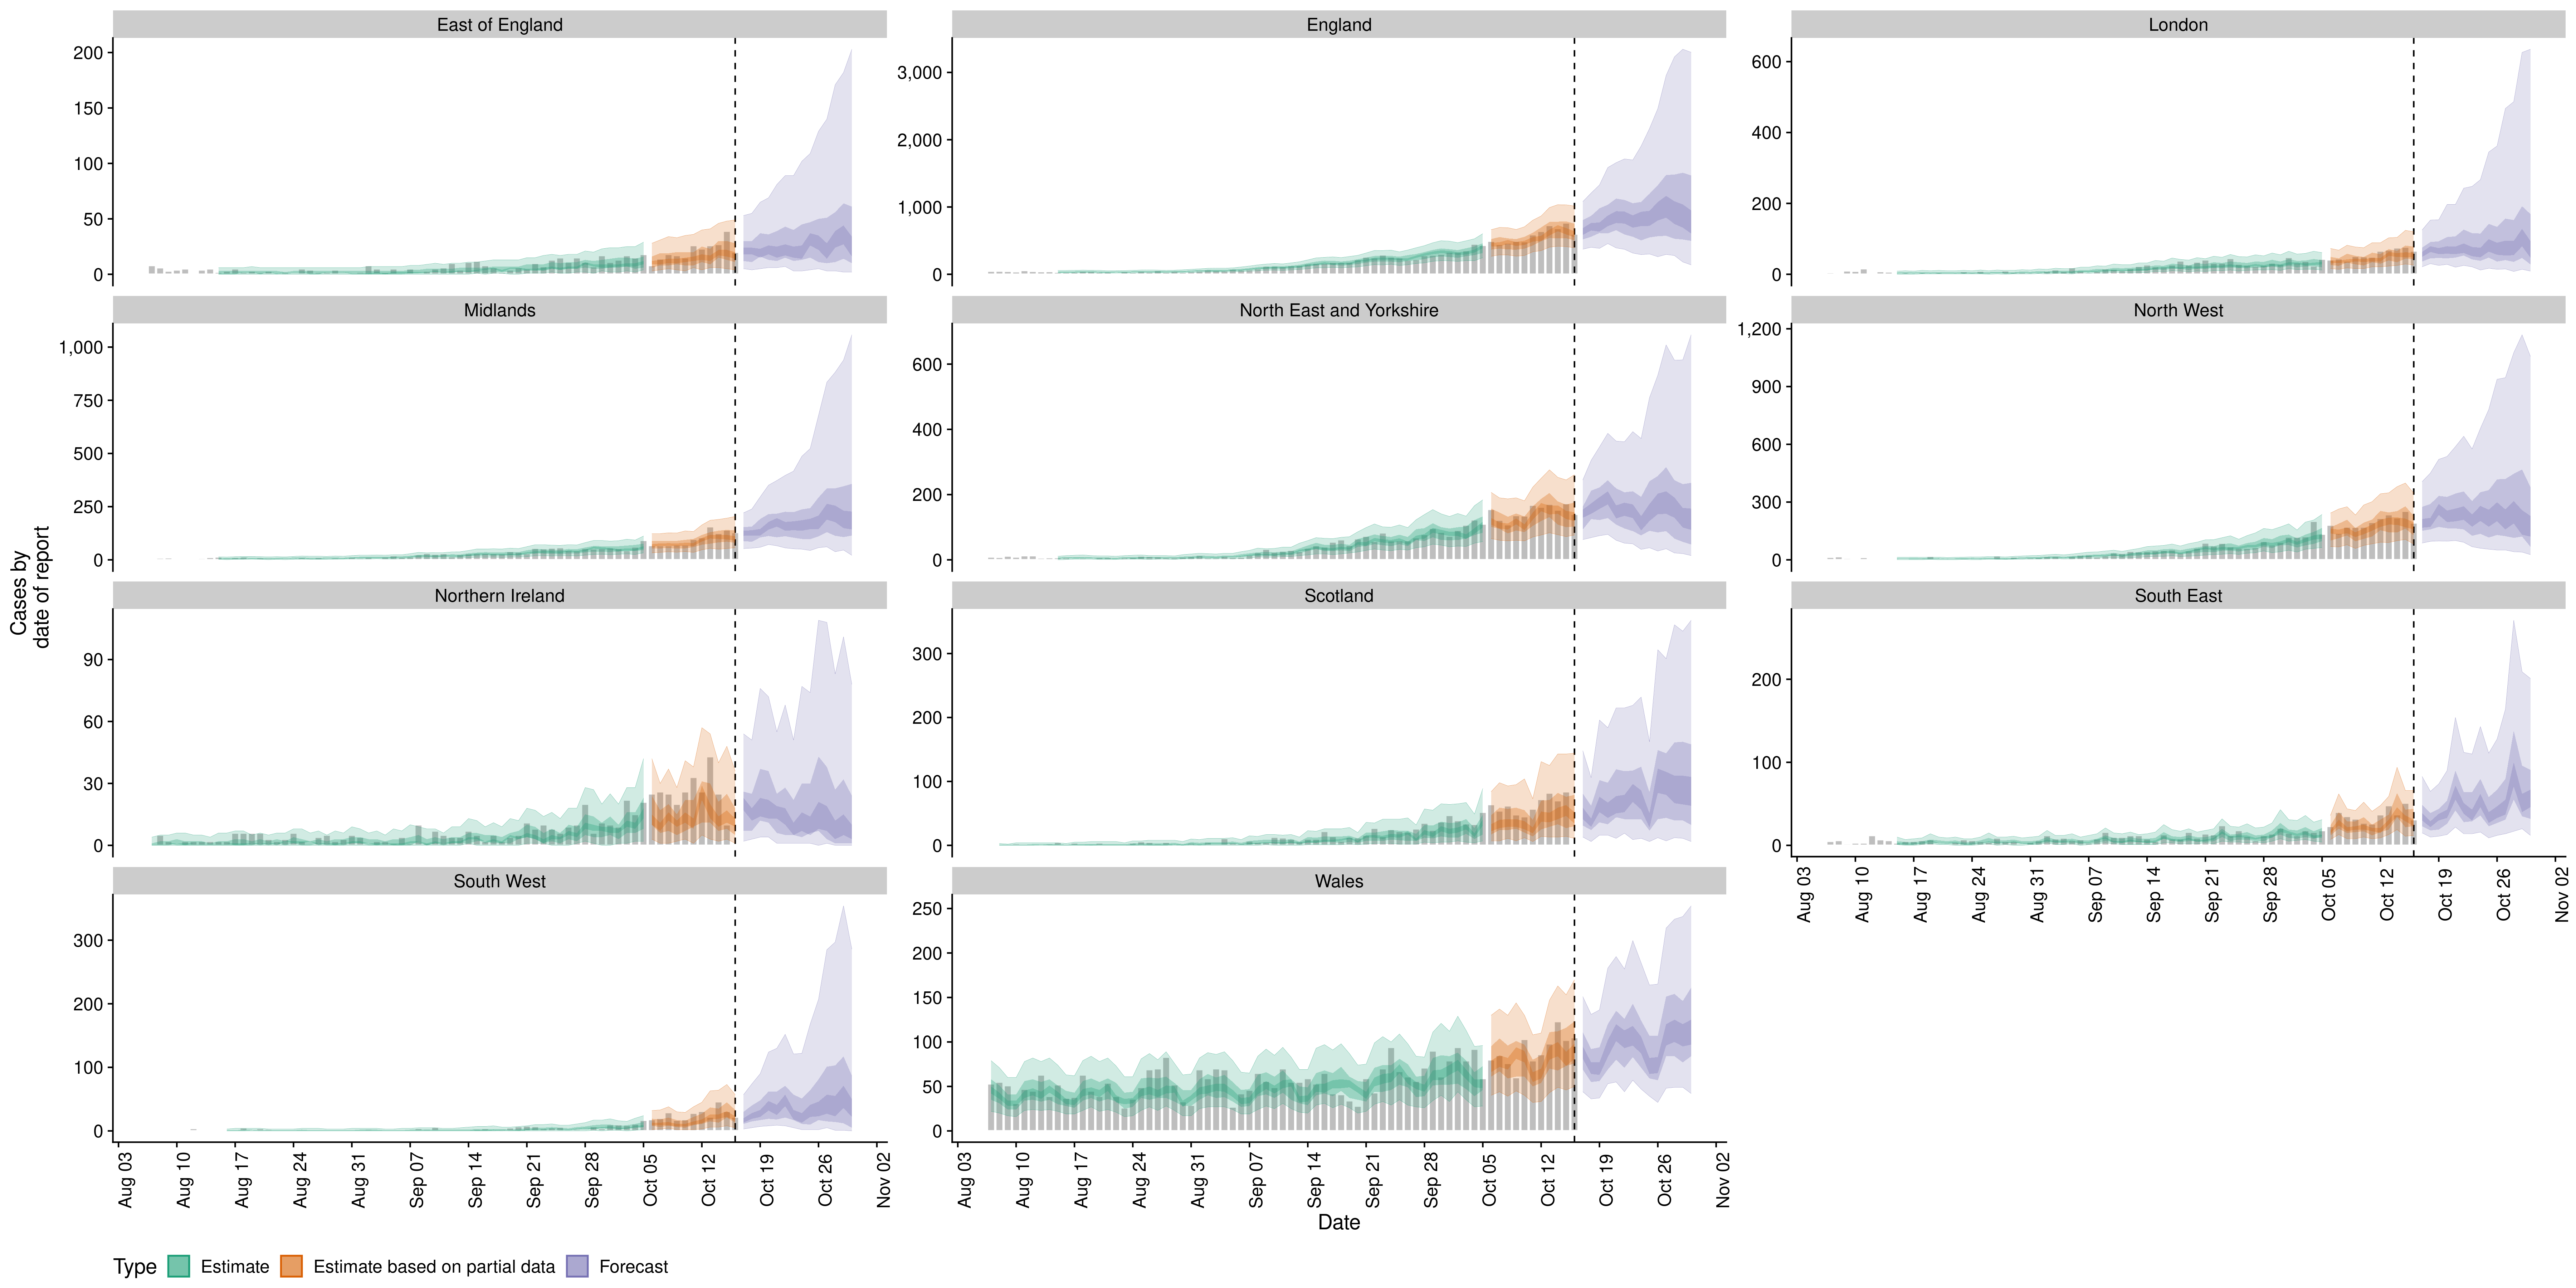 East of England
England
London
200
150
100
50
0
3,000
2,000
1,000
0
600
400
200
0
Midlands
North East and Yorkshire
North West
1,000
750
500
250
0
600
400
200
0
1,200
900
600
300
0
Cases by
date of report
Northern Ireland
Scotland
South East
90
60
30
0
300
200
100
0
200
100
0
Aug 03
Aug 10
Aug 17
Aug 24
Aug 31
Sep 07
Sep 14
Sep 21
Sep 28
Oct 05
Oct 12
Oct 19
Oct 26
Nov 02
South West
Wales
300
200
100
0
250
200
150
100
50
0
Aug 03
Aug 10
Aug 17
Aug 24
Aug 31
Sep 07
Sep 14
Sep 21
Sep 28
Oct 05
Oct 12
Oct 19
Oct 26
Nov 02
Aug 03
Aug 10
Aug 17
Aug 24
Aug 31
Sep 07
Sep 14
Sep 21
Sep 28
Oct 05
Oct 12
Oct 19
Oct 26
Nov 02
Date
Type Estimate Estimate based on partial data Forecast